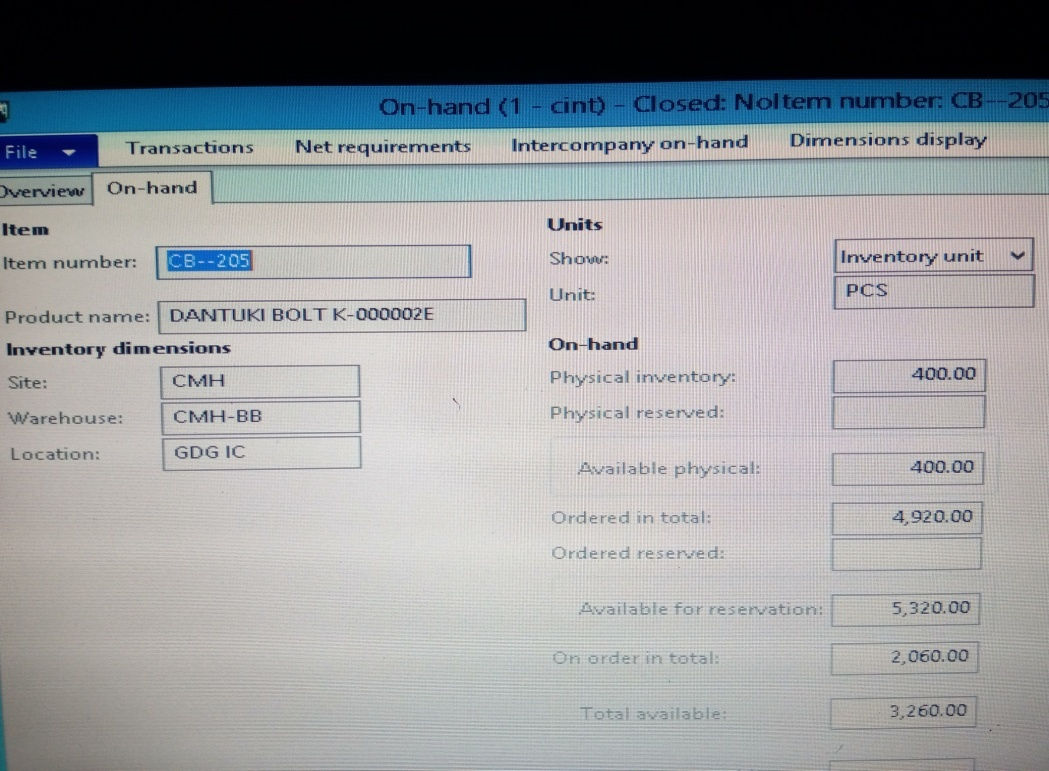 On-hand (1 - cint) - Closed: NoItem number: CB--205
File Transactions Net requirements Intercompany on-hand Dimensions display
Overview On-hand
Item
Item number: CB--205
Product name: DANTUKI BOLT K-000002E
Inventory dimensions
Site: CMH
Warehouse: CMH-BB
Location: GDG IC
Units
Show: Inventory unit
Unit: PCS
On-hand
Physical inventory: 400.00
Physical reserved:
Available physical: 400.00
Ordered in total: 4,920.00
Ordered reserved:
Available for reservation: 5,320.00
On order in total: 2,060.00
Total available: 3,260.00